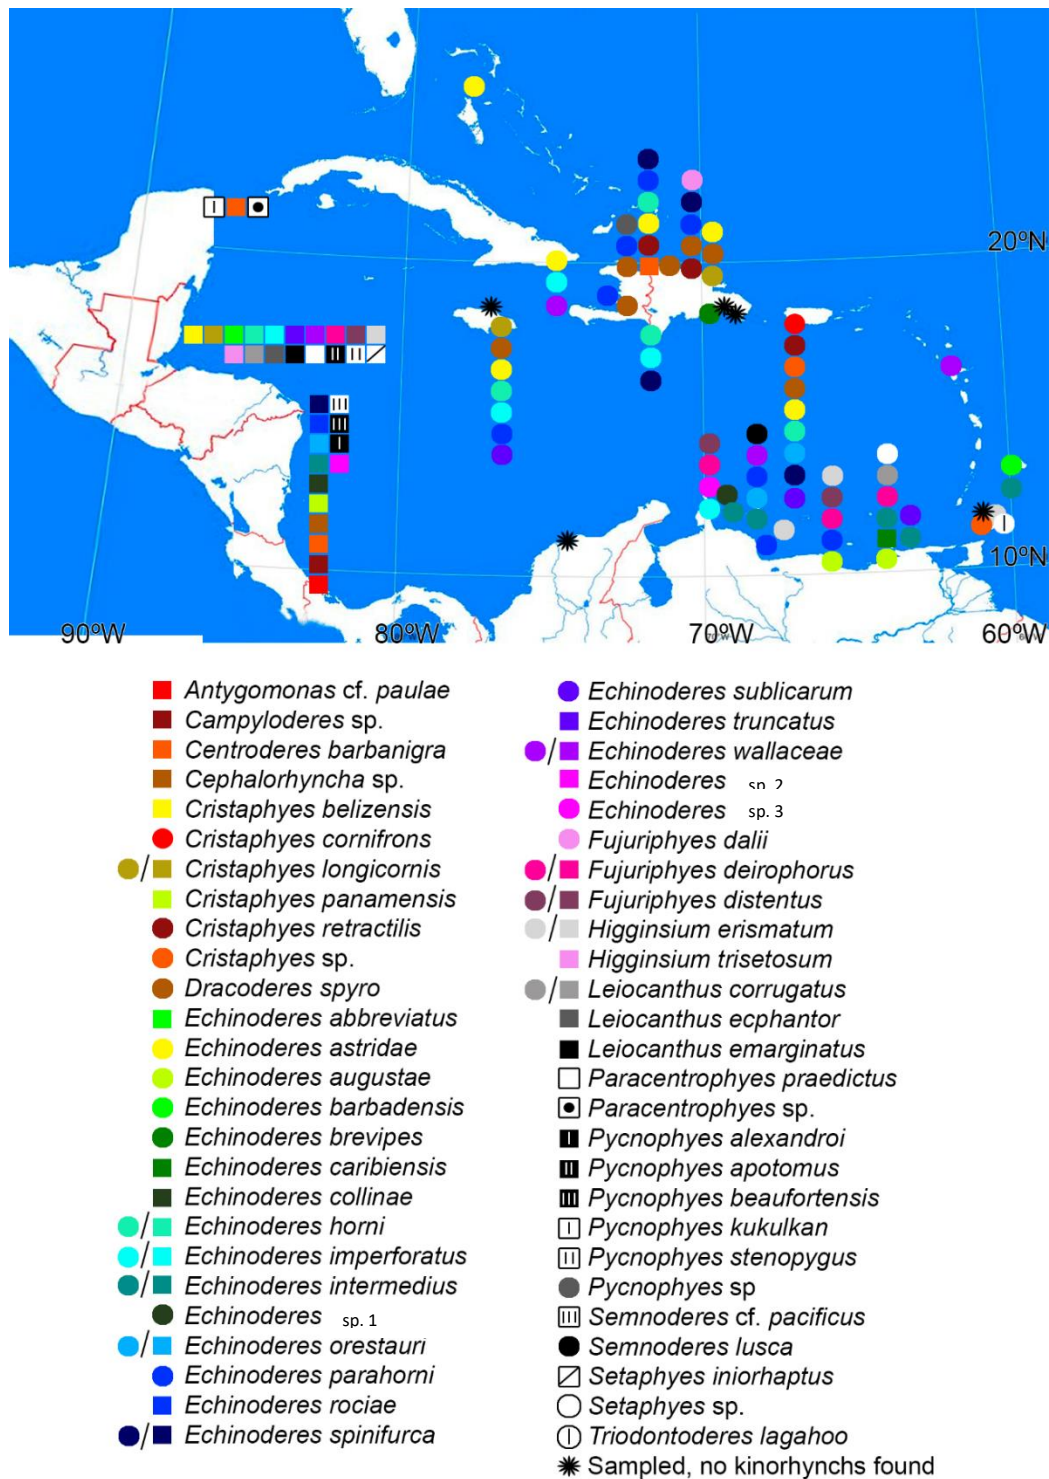 20ºN
10ºN
90ºW
80ºW
70ºW
60ºW
Antygomonas cf. paulae
Campyloderes sp.
Centroderes barbanigra
Cephalorhyncha sp.
Cristaphyes belizensis
Cristaphyes cornifrons
/ Cristaphyes longicornis
Cristaphyes panamensis
Cristaphyes retractilis
Cristaphyes sp.
Dracoderes spyro
Echinoderes abbreviatus
Echinoderes astridae
Echinoderes augustae
Echinoderes barbadensis
Echinoderes brevipes
Echinoderes caribiensis
Echinoderes collinae
/ Echinoderes horni
/ Echinoderes imperforatus
/ Echinoderes intermedius
Echinoderes sp. 1
/ Echinoderes orestauri
Echinoderes parahorni
Echinoderes rociae
/ Echinoderes spinifurca
Echinoderes sublicarum
Echinoderes truncatus
/ Echinoderes wallaceae
Echinoderes sp. 2
Echinoderes sp. 3
Fujuriphyes dalii
/ Fujuriphyes deirophorus
/ Fujuriphyes distentus
/ Higginsium erismatum
Higginsium trisetosum
/ Leiocanthus corrugatus
Leiocanthus ecphantor
Leiocanthus emarginatus
Paracentrophyes praedictus
Paracentrophyes sp.
Pycnophyes alexandroi
Pycnophyes apotomus
Pycnophyes beaufortensis
Pycnophyes kukulkan
Pycnophyes stenopygus
Pycnophyes sp
Semnoderes cf. pacificus
Semnoderes lusca
Setaphyes iniorhaptus
Setaphyes sp.
Triodontoderes lagahoo
Sampled, no kinorhynchs found